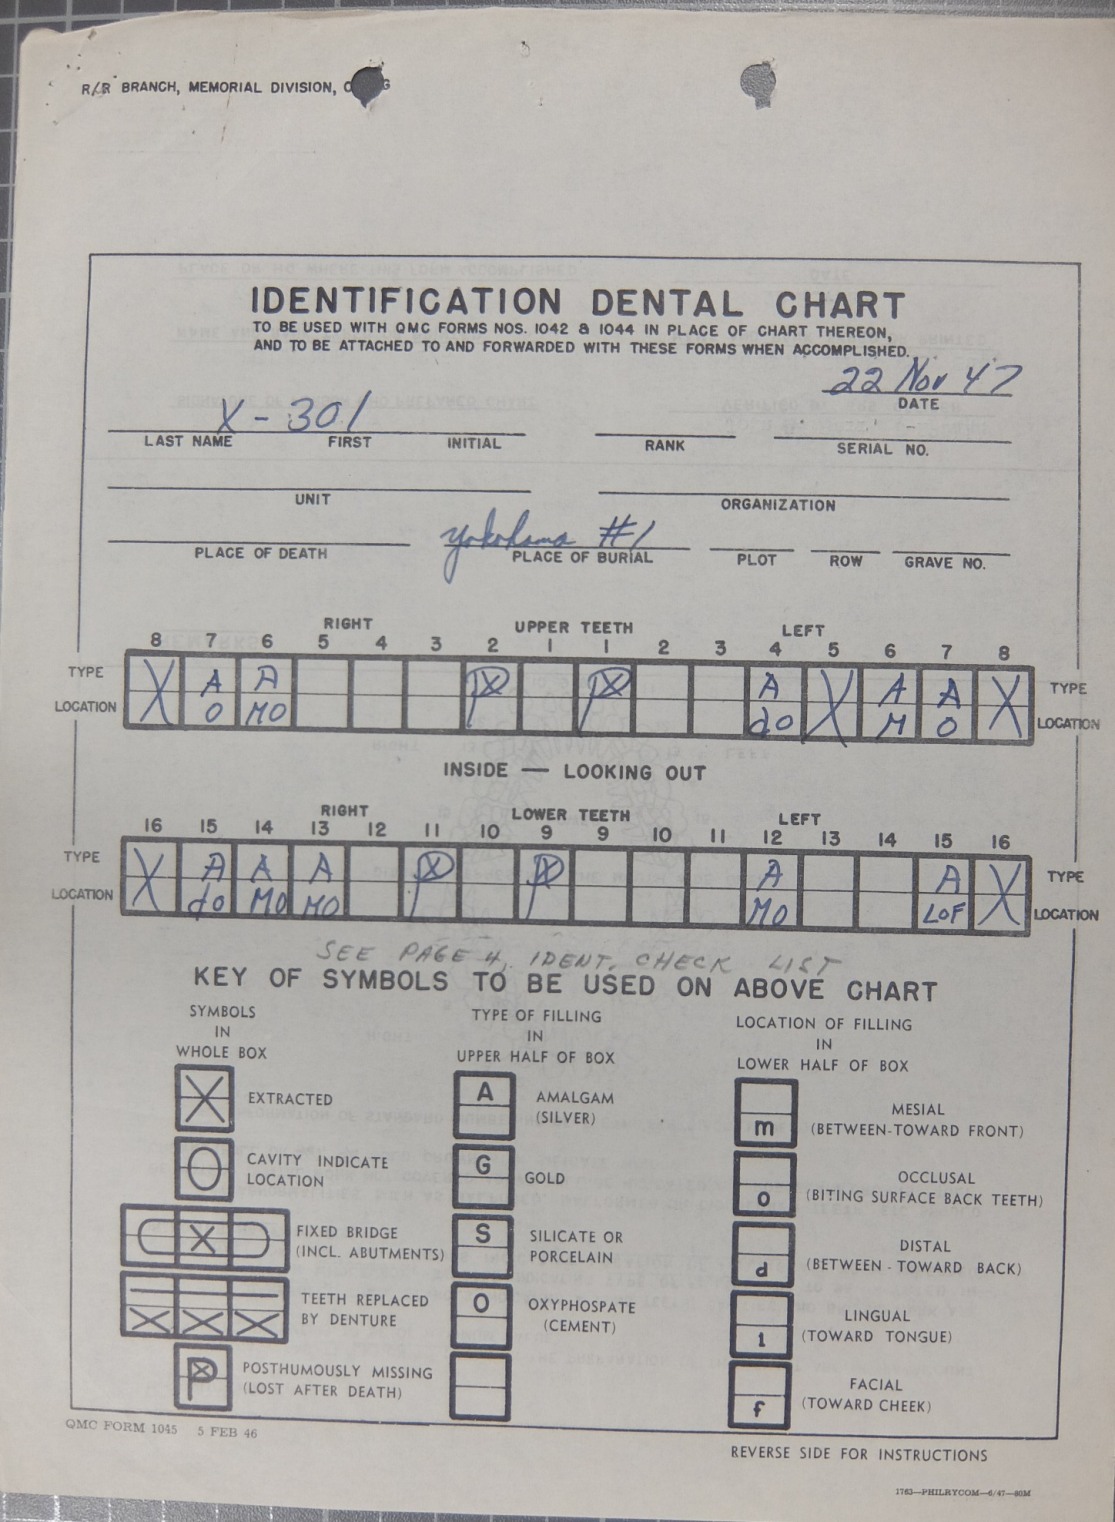 R/R BRANCH, MEMORIAL DIVISION,
IDENTIFICATION DENTAL CHART
TO BE USED WITH QMC FORMS NOS. 1042 & 1044 IN PLACE OF CHART THEREON,
AND TO BE ATTACHED TO AND FORWARDED WITH THESE FORMS WHEN ACCOMPLISHED.
22 Nov 47
DATE
X-301
LAST NAME FIRST INITIAL RANK SERIAL NO.
UNIT ORGANIZATION
Yokohama #1
PLACE OF DEATH PLACE OF BURIAL PLOT ROW GRAVE NO.
RIGHT UPPER TEETH LEFT
8 7 6 5 4 3 2 1 1 2 3 4 5 6 7 8
TYPE X A A PX PX A X A A X TYPE
LOCATION O MO do M O LOCATION
INSIDE — LOOKING OUT
RIGHT LOWER TEETH LEFT
16 15 14 13 12 11 10 9 9 10 11 12 13 14 15 16
TYPE X A A A PX PX A A X TYPE
LOCATION do MO MO MO LOF LOCATION
SEE PAGE 4, IDENT. CHECK LIST
KEY OF SYMBOLS TO BE USED ON ABOVE CHART
SYMBOLS IN WHOLE BOX
TYPE OF FILLING IN UPPER HALF OF BOX
LOCATION OF FILLING IN LOWER HALF OF BOX
X EXTRACTED
O CAVITY INDICATE LOCATION
X FIXED BRIDGE (INCL. ABUTMENTS)
X X X TEETH REPLACED BY DENTURE
PX POSTHUMOUSLY MISSING (LOST AFTER DEATH)
A AMALGAM (SILVER)
G GOLD
S SILICATE OR PORCELAIN
O OXYPHOSPATE (CEMENT)
m MESIAL (BETWEEN-TOWARD FRONT)
o OCCLUSAL (BITING SURFACE BACK TEETH)
d DISTAL (BETWEEN - TOWARD BACK)
l LINGUAL (TOWARD TONGUE)
f FACIAL (TOWARD CHEEK)
QMC FORM 1045 5 FEB 46
REVERSE SIDE FOR INSTRUCTIONS
1763—PHILRYCOM—6/47—80M